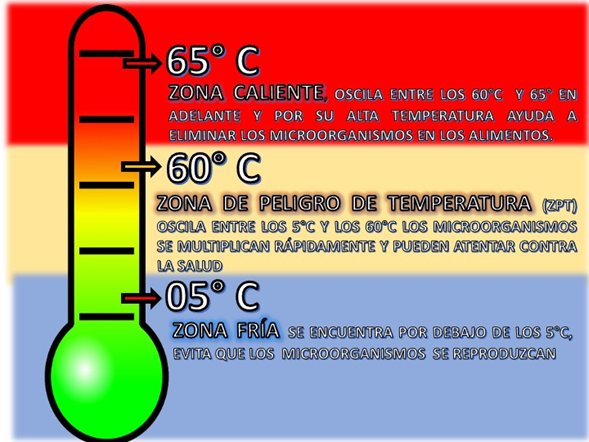 65° C
ZONA CALIENTE, OSCILA ENTRE LOS 60°C Y 65° EN
ADELANTE Y POR SU ALTA TEMPERATURA AYUDA A
ELIMINAR LOS MICROORGANISMOS EN LOS ALIMENTOS.
60° C
ZONA DE PELIGRO DE TEMPERATURA (ZPT)
OSCILA ENTRE LOS 5°C Y LOS 60°C LOS MICROORGANISMOS
SE MULTIPLICAN RÁPIDAMENTE Y PUEDEN ATENTAR CONTRA
LA SALUD
05° C
ZONA FRÍA SE ENCUENTRA POR DEBAJO DE LOS 5°C,
EVITA QUE LOS MICROORGANISMOS SE REPRODUZCAN